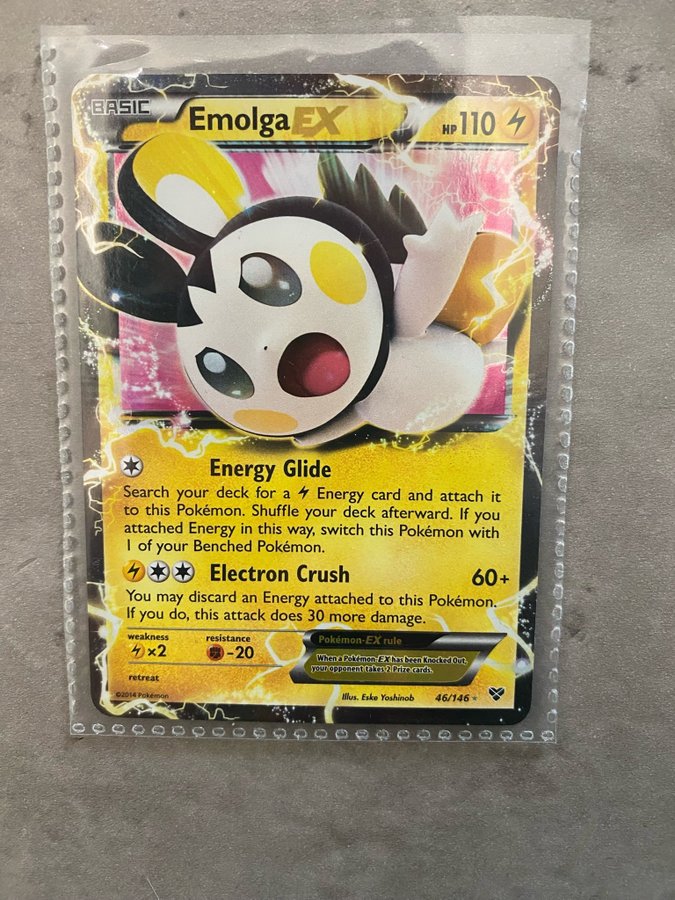 BASIC
EmolgaEX
HP110
Energy Glide
Search your deck for a Energy card and attach it
to this Pokémon. Shuffle your deck afterward. If you
attached Energy in this way, switch this Pokémon with
1 of your Benched Pokémon.
Electron Crush 60+
You may discard an Energy attached to this Pokémon.
If you do, this attack does 30 more damage.
weakness resistance
×2 -20
Pokémon-EX rule
When a Pokémon-EX has been Knocked Out,
your opponent takes 2 Prize cards.
retreat
©2014 Pokémon Illus. Eske Yoshinob 46/146